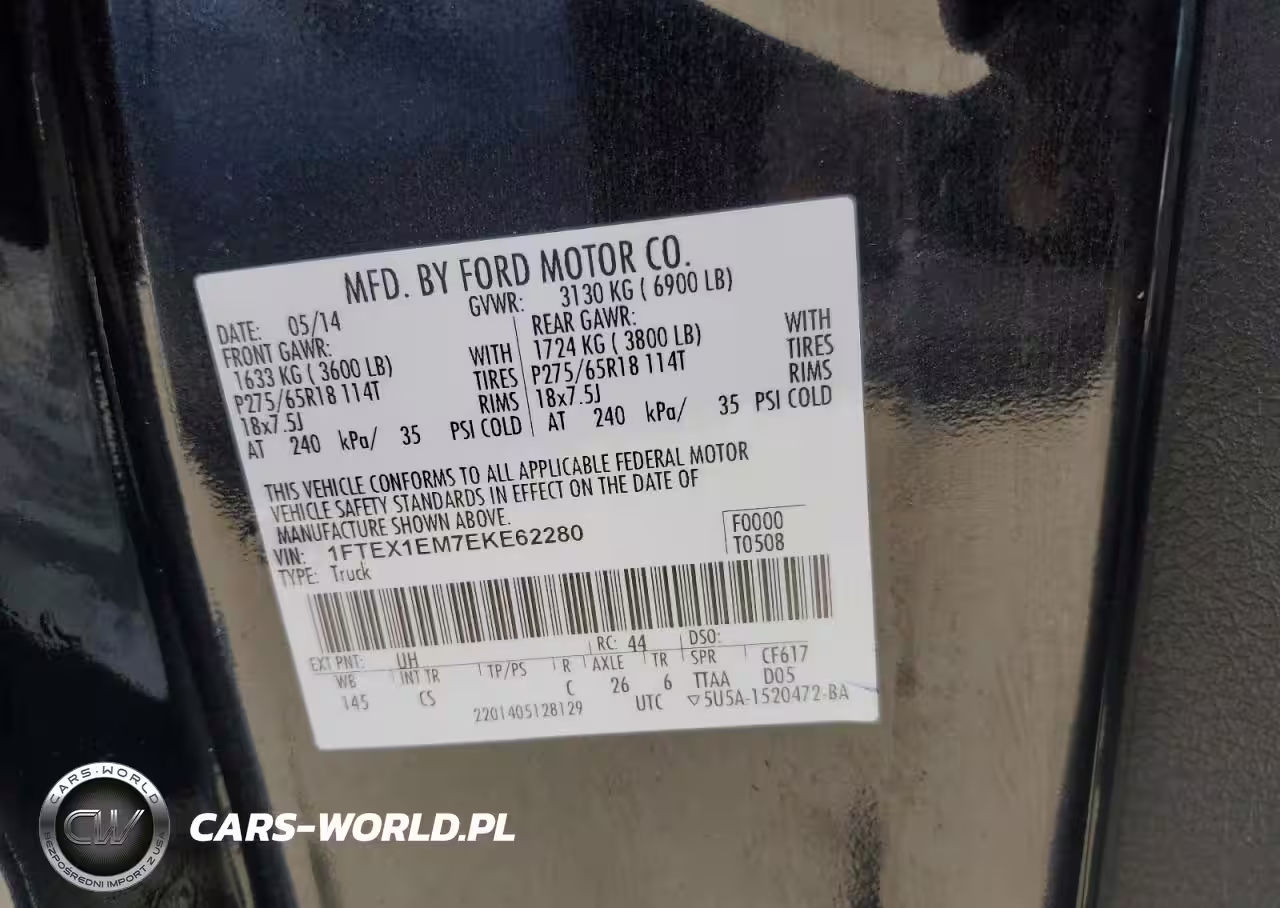 MFD. BY FORD MOTOR CO.
DATE: 05/14 GVWR: 3130 KG ( 6900 LB)
FRONT GAWR: REAR GAWR:
1633 KG ( 3600 LB) WITH 1724 KG ( 3800 LB) WITH
P275/65R18 114T TIRES P275/65R18 114T TIRES
18x7.5J RIMS 18x7.5J RIMS
AT 240 kPa/ 35 PSI COLD AT 240 kPa/ 35 PSI COLD
THIS VEHICLE CONFORMS TO ALL APPLICABLE FEDERAL MOTOR
VEHICLE SAFETY STANDARDS IN EFFECT ON THE DATE OF
MANUFACTURE SHOWN ABOVE.
VIN: 1FTEX1EM7EKE62280 F0000
TYPE: Truck T0508
EXT PNT: UH RC: 44 DSO:
WB INT TR TP/PS R AXLE TR SPR CF617
145 CS C 26 6 TTAA D05
2201405128129 UTC ▽5U5A-1520472-BA
CARS-WORLD
CW
BEZPOŚREDNI IMPORT Z USA
CARS-WORLD.PL